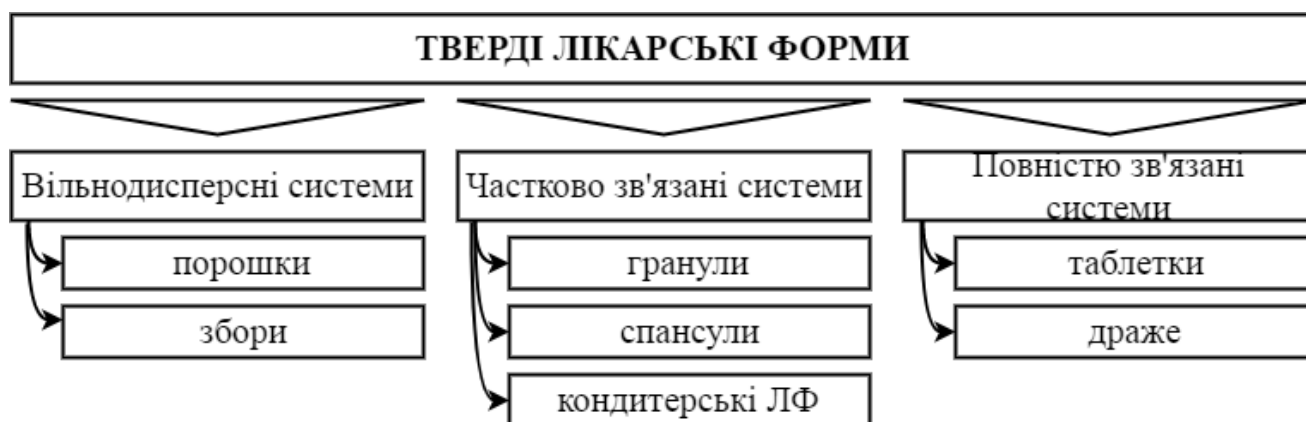 ТВЕРДІ ЛІКАРСЬКІ ФОРМИ
Вільнодисперсні системи
порошки
збори
Частково зв'язані системи
гранули
спансули
кондитерські ЛФ
Повністю зв'язані
системи
таблетки
драже